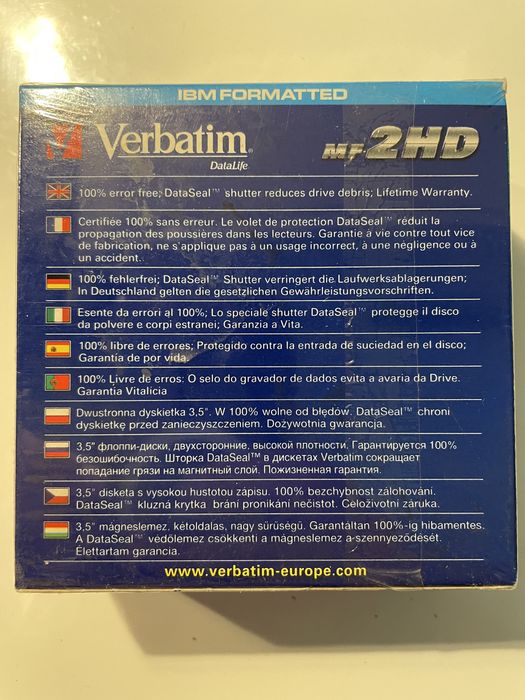 IBM FORMATTED
Verbatim®
DataLife
MF 2HD
100% error free; DataSeal™ shutter reduces drive debris; Lifetime Warranty.
Certifiée 100% sans erreur. Le volet de protection DataSeal™ réduit la
propagation des poussières dans les lecteurs. Garantie à vie contre tout vice
de fabrication, ne s'applique pas à un usage incorrect, à une négligence ou à
un accident.
100% fehlerfrei; DataSeal™ Shutter verringert die Laufwerksablagerungen;
In Deutschland gelten die gesetzlichen Gewährleistungsvorschriften.
Esente da errori al 100%; Lo speciale shutter DataSeal™ protegge il disco
da polvere e corpi estranei; Garanzia a Vita.
100% libre de errores; Protegido contra la entrada de suciedad en el disco;
Garantía de por vida.
100% Livre de erros: O selo do gravador de dados evita a avaria da Drive.
Garantia Vitalicia
Dwustronna dyskietka 3,5". W 100% wolne od błędów. DataSeal™ chroni
dyskietkę przed zanieczyszczeniem. Dożywotnia gwarancja.
3,5" флоппи-диски, двухсторонние, высокой плотности. Гарантируется 100%
безошибочность. Шторка DataSeal™ в дискетах Verbatim сокращает
попадание грязи на магнитный слой. Пожизненная гарантия.
3,5" disketa s vysokou hustotou zápisu. 100% bezchybnost zálohování.
DataSeal™ kluzná krytka brání pronikání nečistot. Celoživotní záruka.
3,5" mágneslemez, kétoldalas, nagy sűrűségű. Garantáltan 100%-ig hibamentes.
A DataSeal™ védőlemez csökkenti a mágneslemez a-szennyeződését.
Élettartam garancia.
www.verbatim-europe.com